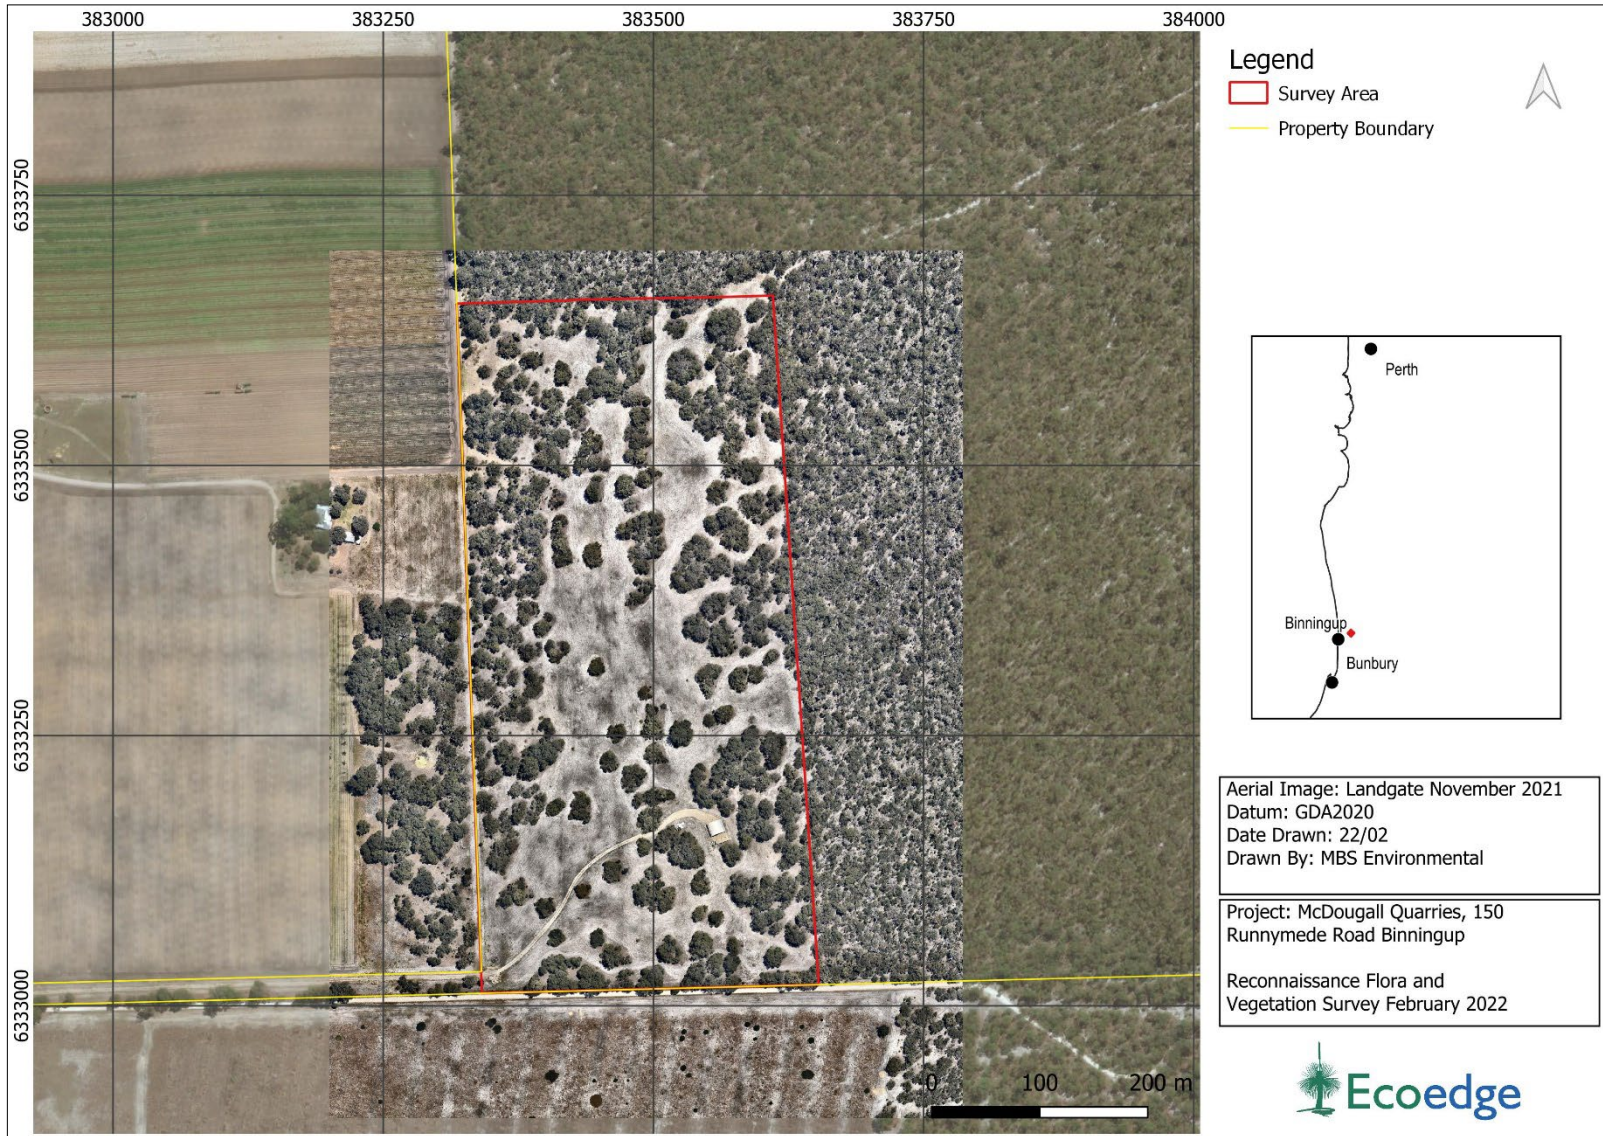 383000 383250 383500 383750 384000
6333750
6333500
6333250
6333000
0 100 200 m
Legend
Survey Area
Property Boundary
Perth
Binningup
Bunbury
Aerial Image: Landgate November 2021
Datum: GDA2020
Date Drawn: 22/02
Drawn By: MBS Environmental
Project: McDougall Quarries, 150
Runnymede Road Binningup
Reconnaissance Flora and
Vegetation Survey February 2022
Ecoedge